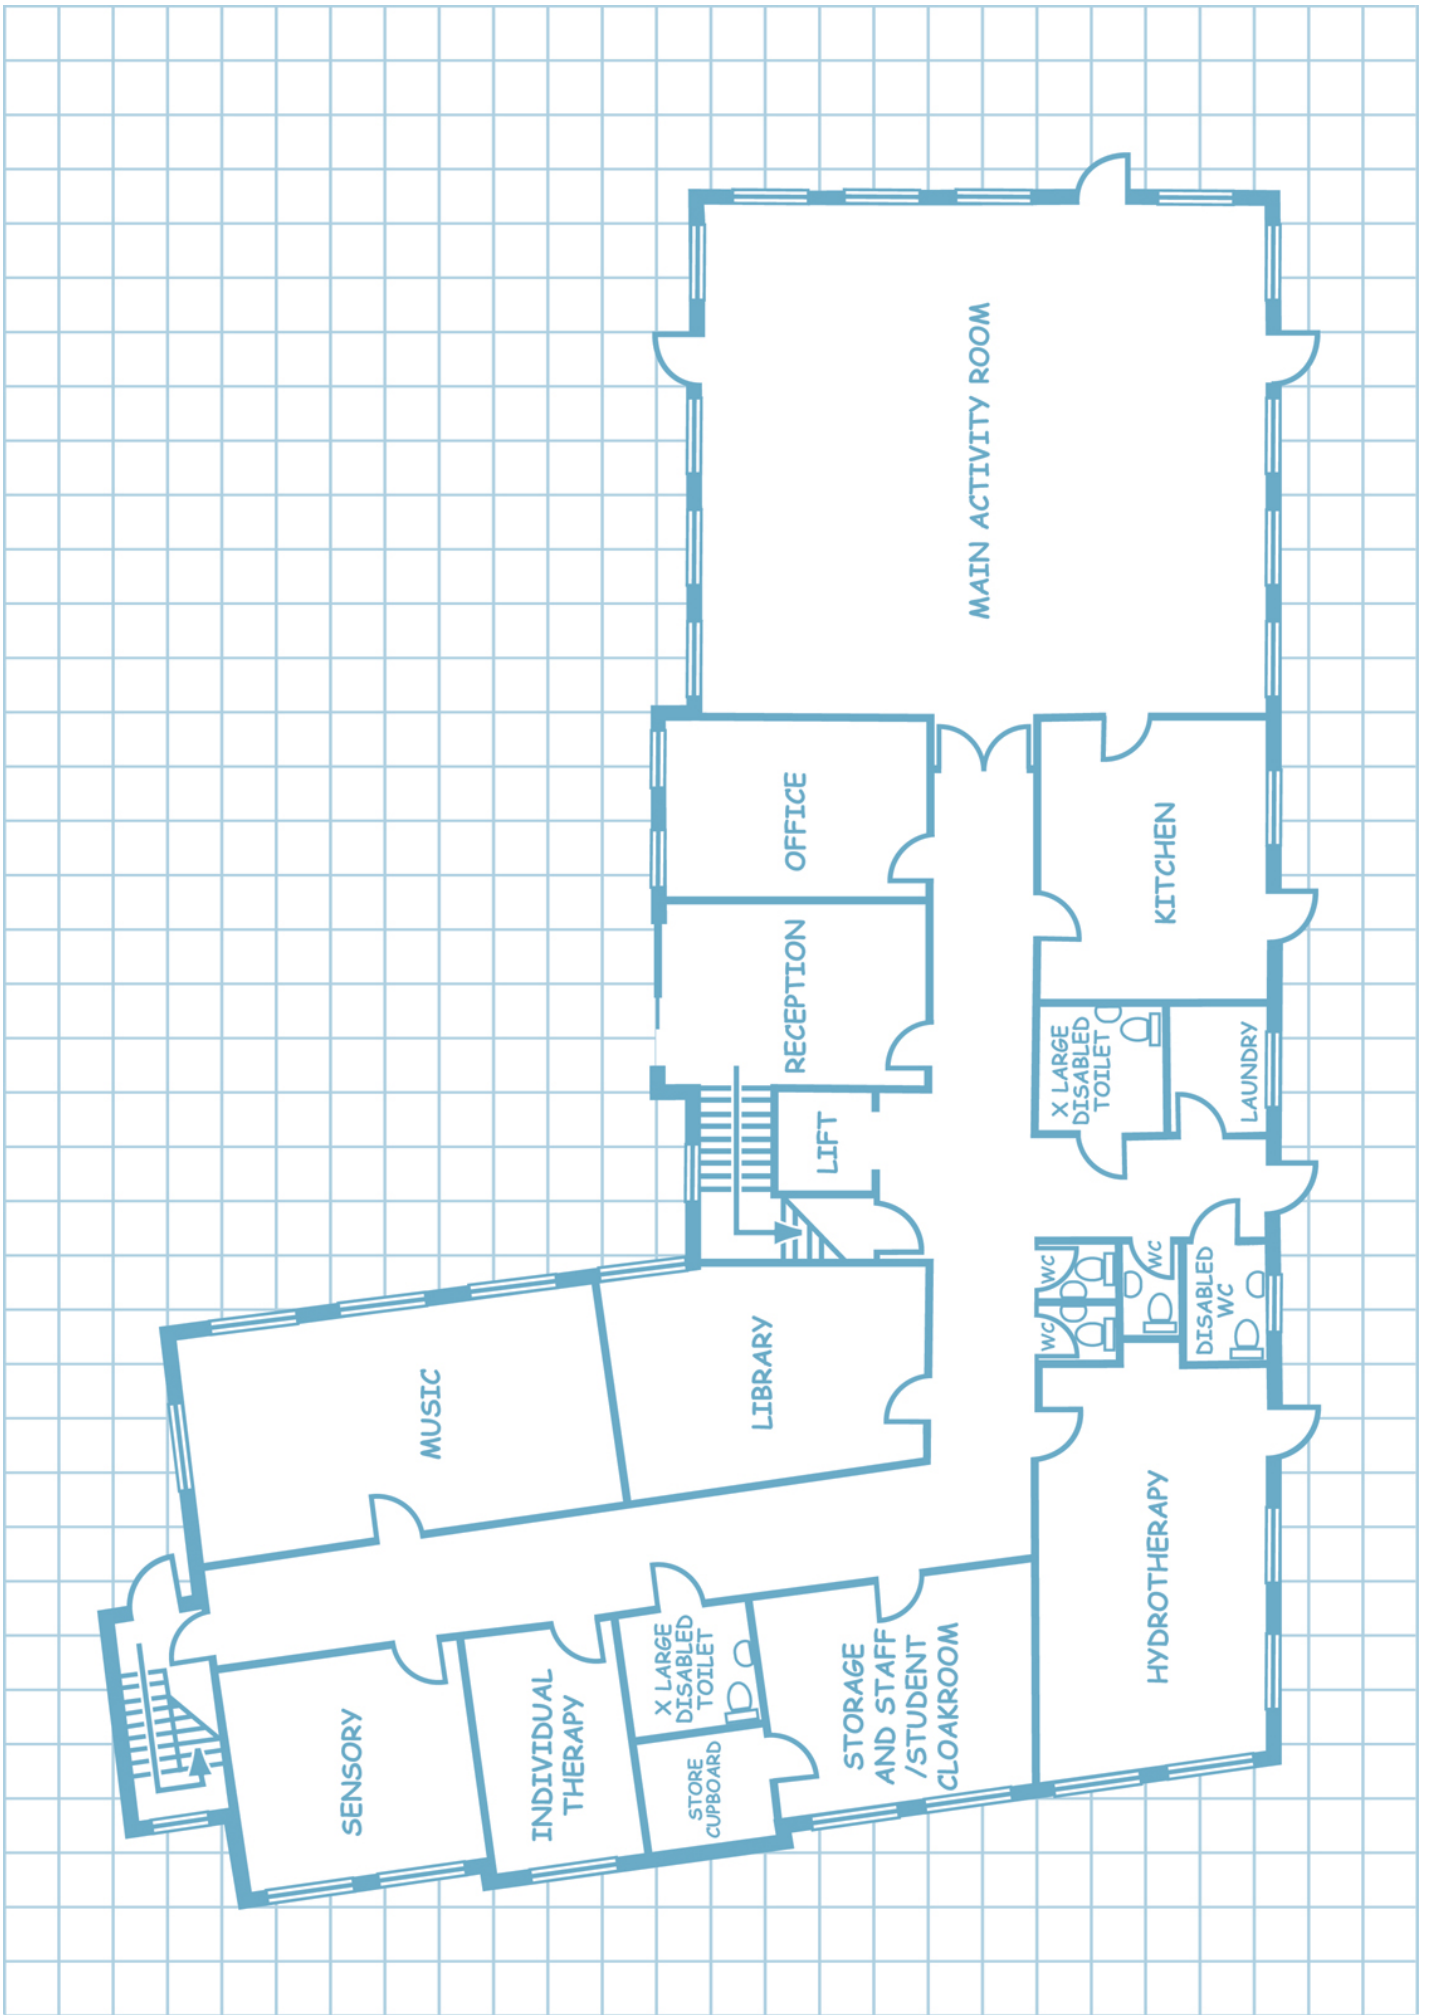 MAIN ACTIVITY ROOM
OFFICE
KITCHEN
RECEPTION
X LARGE
DISABLED
TOILET
LAUNDRY
LIFT
WC
WC
WC
DISABLED
WC
LIBRARY
MUSIC
HYDROTHERAPY
STORAGE
AND STAFF
/STUDENT
CLOAKROOM
X LARGE
DISABLED
TOILET
STORE
CUPBOARD
INDIVIDUAL
THERAPY
SENSORY